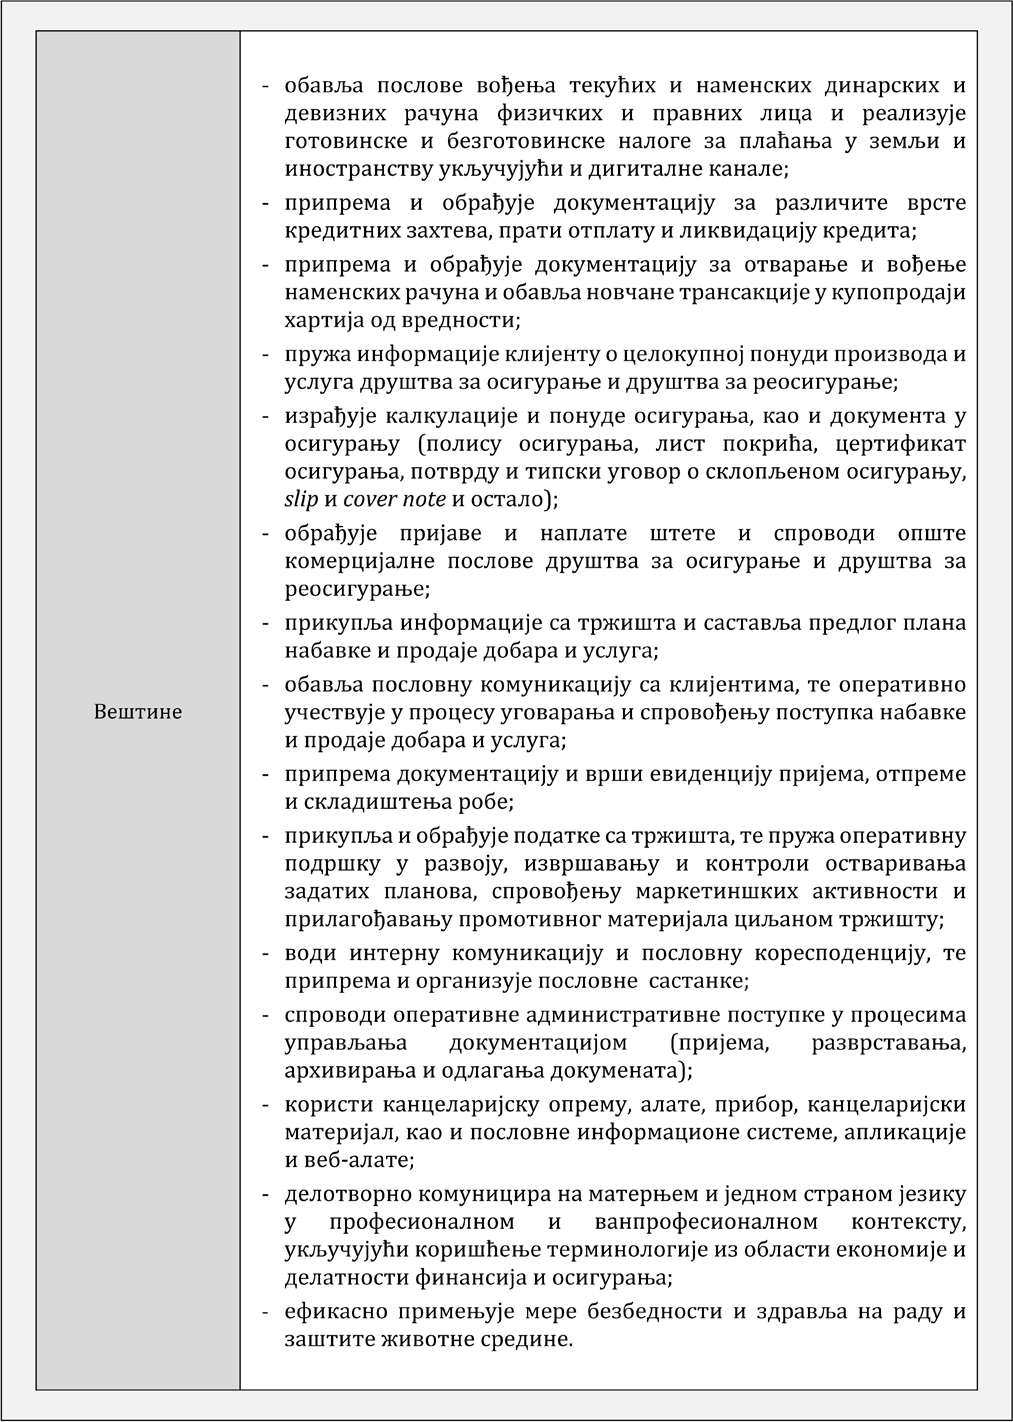 Вештине
- обавља послове вођења текућих и наменских динарских и
девизних рачуна физичких и правних лица и реализује
готовинске и безготовинске налоге за плаћања у земљи и
иностранству укључујући и дигиталне канале;
- припрема и обрађује документацију за различите врсте
кредитних захтева, прати отплату и ликвидацију кредита;
- припрема и обрађује документацију за отварање и вођење
наменских рачуна и обавља новчане трансакције у купопродаји
хартија од вредности;
- пружа информације клијенту о целокупној понуди производа и
услуга друштва за осигурање и друштва за реосигурање;
- израђује калкулације и понуде осигурања, као и документа у
осигурању (полису осигурања, лист покрића, цертификат
осигурања, потврду и типски уговор о склопљеном осигурању,
slip и cover note и остало);
- обрађује пријаве и наплате штете и спроводи опште
комерцијалне послове друштва за осигурање и друштва за
реосигурање;
- прикупља информације са тржишта и саставља предлог плана
набавке и продаје добара и услуга;
- обавља пословну комуникацију са клијентима, те оперативно
учествује у процесу уговарања и спровођењу поступка набавке
и продаје добара и услуга;
- припрема документацију и врши евиденцију пријема, отпреме
и складиштења робе;
- прикупља и обрађује податке са тржишта, те пружа оперативну
подршку у развоју, извршавању и контроли остваривања
задатих планова, спровођењу маркетиншких активности и
прилагођавању промотивног материјала циљаном тржишту;
- води интерну комуникацију и пословну коресподенцију, те
припрема и организује пословне састанке;
- спроводи оперативне административне поступке у процесима
управљања документацијом (пријема, разврставања,
архивирања и одлагања докумената);
- користи канцеларијску опрему, алате, прибор, канцеларијски
материјал, као и пословне информационе системе, апликације
и веб-алате;
- делотворно комуницира на матерњем и једном страном језику
у професионалном и ванпрофесионалном контексту,
укључујући коришћење терминологије из области економије и
делатности финансија и осигурања;
- ефикасно примењује мере безбедности и здравља на раду и
заштите животне средине.